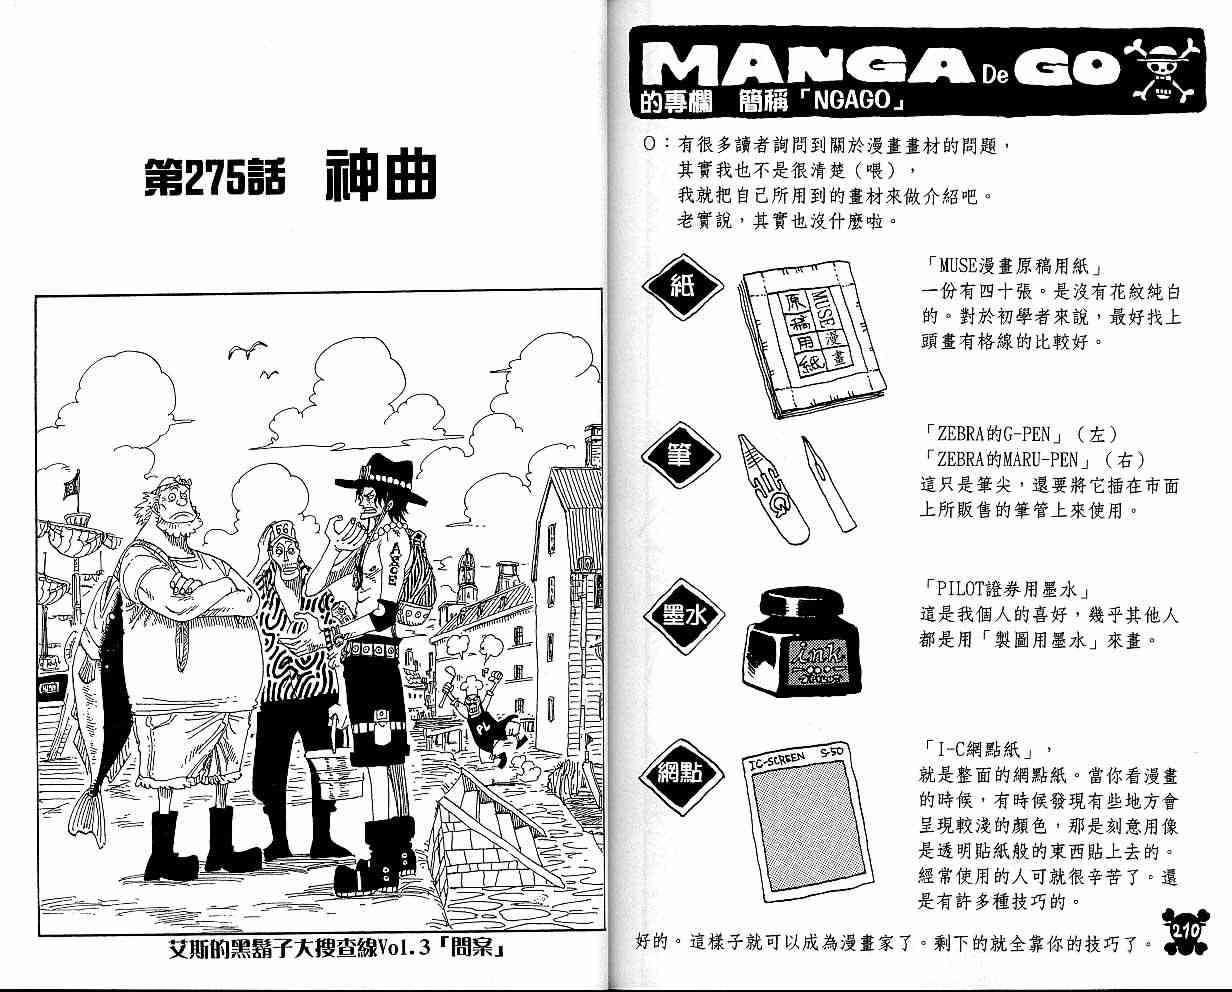 第275話 神曲
56
ASCE
艾斯的黑鬍子大搜查線Vol.3「問案」
MANGA De GO
的專欄 簡稱「NGAGO」
O：有很多讀者詢問到關於漫畫畫材的問題，
其實我也不是很清楚（喂），
我就把自己所用到的畫材來做介紹吧。
老實說，其實也沒什麼啦。
紙
MUSE漫畫
原稿用紙
「MUSE漫畫原稿用紙」
一份有四十張。是沒有花紋純白
的。對於初學者來說，最好找上
頭畫有格線的比較好。
筆
ZEBRA
G
「ZEBRA的G-PEN」（左）
「ZEBRA的MARU-PEN」（右）
這只是筆尖，還要將它插在市面
上所販售的筆管上來使用。
墨水
ink
「PILOT證券用墨水」
這是我個人的喜好，幾乎其他人
都是用「製圖用墨水」來畫。
網點
IC-SCREEN S-50
「I-C網點紙」，
就是整面的網點紙。當你看漫畫
的時候，有時候發現有些地方會
呈現較淺的顏色，那是刻意用像
是透明貼紙般的東西貼上去的。
經常使用的人可就很辛苦了。還
是有許多種技巧的。
好的。這樣子就可以成為漫畫家了。剩下的就全靠你的技巧了。
210